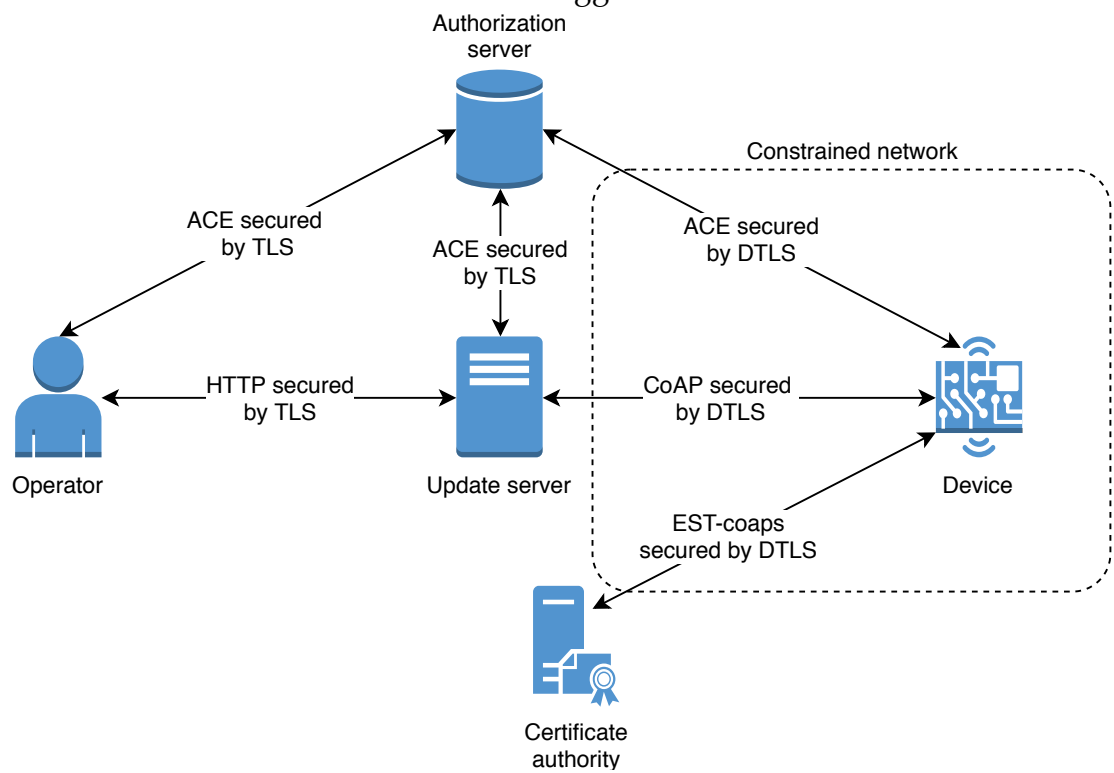 Authorization
server
Constrained network
ACE secured
by TLS
ACE secured
by TLS
ACE secured
by DTLS
HTTP secured
by TLS
CoAP secured
by DTLS
Operator
Update server
Device
EST-coaps
secured by DTLS
Certificate
authority